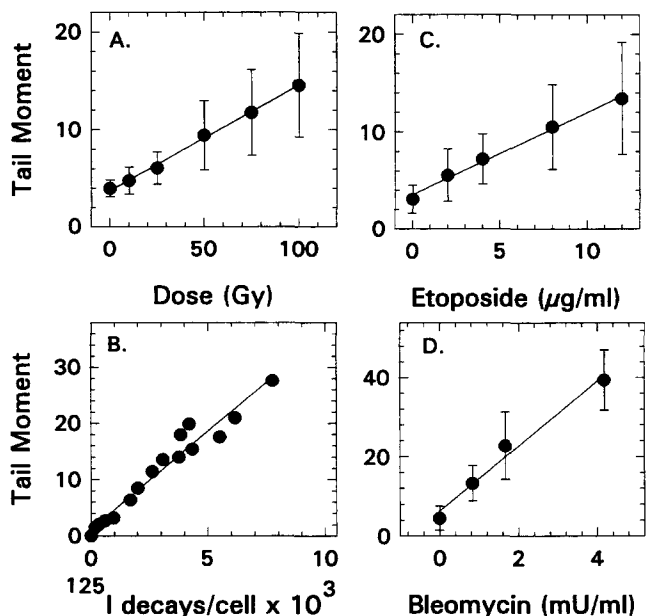 A.
20
10
0
Tail Moment
0 50 100
Dose (Gy)
C.
20
10
0
0 5 10
Etoposide (μg/ml)
B.
30
20
10
0
Tail Moment
0 5 10
125I decays/cell x 10³
D.
40
20
0
0 2 4
Bleomycin (mU/ml)